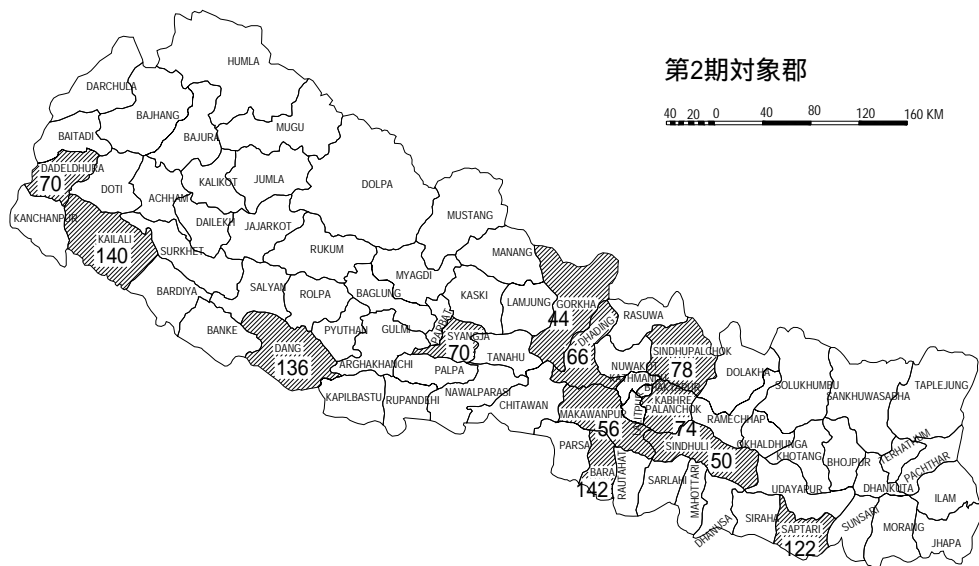 第2期対象郡
40 20 0 40 80 120 160 KM
HUMLA
DARCHULA
BAJHANG
BAJURA
MUGU
BAITADI
DADELDHURA
70
DOTI
ACHHAM
KALIKOT
JUMLA
DOLPA
KANCHANPUR
KAILALI
140
DAILEKH
JAJARKOT
MUSTANG
SURKHET
RUKUM
MANANG
BARDIYA
SALYAN
ROLPA
MYAGDI
BAGLUNG
KASKI
LAMJUNG
GORKHA
44
BANKE
DANG
136
PYUTHAN
GULMI
PARBAT
SYANGJA
70
TANAHU
DHADING
66
RASUWA
NUWAKOT
SINDHUPALCHOK
78
DOLAKHA
ARGHAKHANCHI
PALPA
KAPILBASTU
RUPANDEHI
NAWALPARASI
CHITAWAN
KABHRE
PALANCHOK
74
MAKAWANPUR
56
RAMECHHAP
SOLUKHUMBU
SANKHUWASABHA
TAPLEJUNG
PARSA
BARA
142
RAUTAHAT
SARLAHI
SINDHULI
50
MAHOTTARI
DHANUSA
OKHALDHUNGA
KHOTANG
BHOJPUR
TERHATHUM
PACHTHAR
UDAYAPUR
DHANKUTA
ILAM
SIRAHA
SAPTARI
122
SUNSARI
MORANG
JHAPA